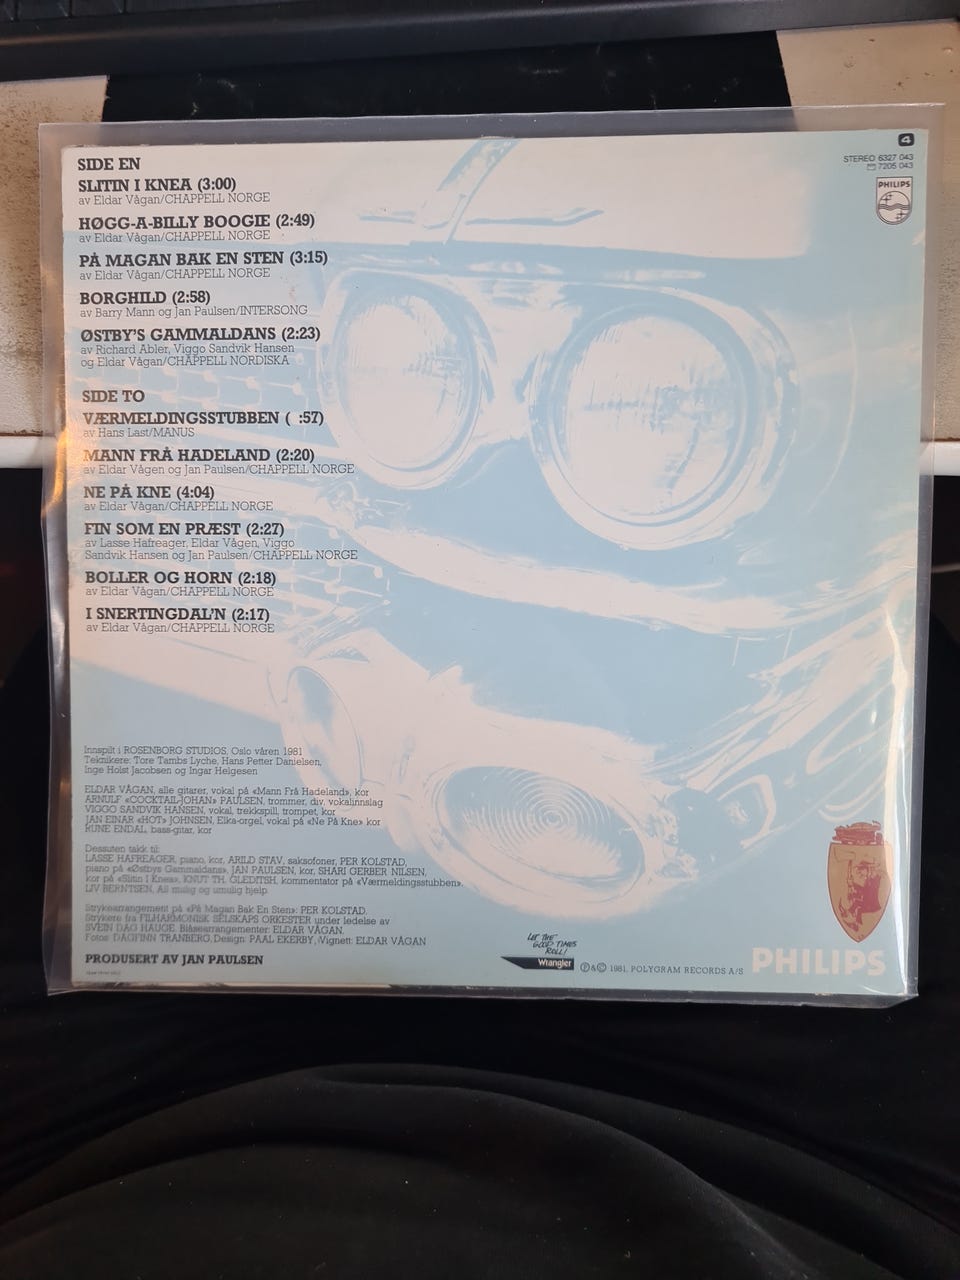 4
STEREO 6327 043
7205 043
PHILIPS
SIDE EN
SLITIN I KNEA (3:00)
av Eldar Vågan/CHAPPELL NORGE
HØGG-A-BILLY BOOGIE (2:49)
av Eldar Vågan/CHAPPELL NORGE
PÅ MAGAN BAK EN STEN (3:15)
av Eldar Vågan/CHAPPELL NORGE
BORGHILD (2:58)
av Barry Mann og Jan Paulsen/INTERSONG
ØSTBY'S GAMMALDANS (2:23)
av Richard Abler, Viggo Sandvik Hansen
og Eldar Vågan/CHAPPELL NORDISKA
SIDE TO
VÆRMELDINGSSTUBBEN ( :57)
av Hans Last/MANUS
MANN FRÅ HADELAND (2:20)
av Eldar Vågen og Jan Paulsen/CHAPPELL NORGE
NE PÅ KNE (4:04)
av Eldar Vågan/CHAPPELL NORGE
FIN SOM EN PRÆST (2:27)
av Lasse Hafreager, Eldar Vågen, Viggo
Sandvik Hansen og Jan Paulsen/CHAPPELL NORGE
BOLLER OG HORN (2:18)
av Eldar Vågan/CHAPPELL NORGE
I SNERTINGDAL'N (2:17)
av Eldar Vågan/CHAPPELL NORGE
Innspilt i ROSENBORG STUDIOS, Oslo våren 1981
Teknikere: Tore Tambs Lyche, Hans Petter Danielsen,
Inge Holst Jacobsen og Ingar Helgesen
ELDAR VÅGAN, alle gitarer, vokal på «Mann Frå Hadeland», kor
ARNULF «COCKTAIL-JOHAN» PAULSEN, trommer, div. vokalinnslag
VIGGO SANDVIK HANSEN, vokal, trekkspill, trompet, kor
JAN EINAR «HOT» JOHNSEN, Elka-orgel, vokal på «Ne På Kne» kor
RUNE ENDAL, bass-gitar, kor
Dessuten takk til:
LASSE HAFREAGER, piano, kor, ARILD STAV, saksofoner, PER KOLSTAD,
piano på «Østbys Gammaldans», JAN PAULSEN, kor, SHARI GERBER NILSEN,
kor på «Slitin I Knea», KNUT TH. GLEDITSH, kommentator på «Værmeldingsstubben».
LIV BERNTSEN, All mulig og umulig hjelp.
Strykearrangement på «På Magan Bak En Sten»: PER KOLSTAD.
Strykere fra FILHARMONISK SELSKAPS ORKESTER under ledelse av
SVEIN DAG HAUGE. Blåsearrangementer: ELDAR VÅGAN.
Fotos: DAGFINN TRANBERG, Design: PAAL EKERBY, Vignett: ELDAR VÅGAN
PRODUSERT AV JAN PAULSEN
LET THE
GOOD TIMES
ROLL!
Wrangler
Ⓟ&© 1981, POLYGRAM RECORDS A/S
PHILIPS